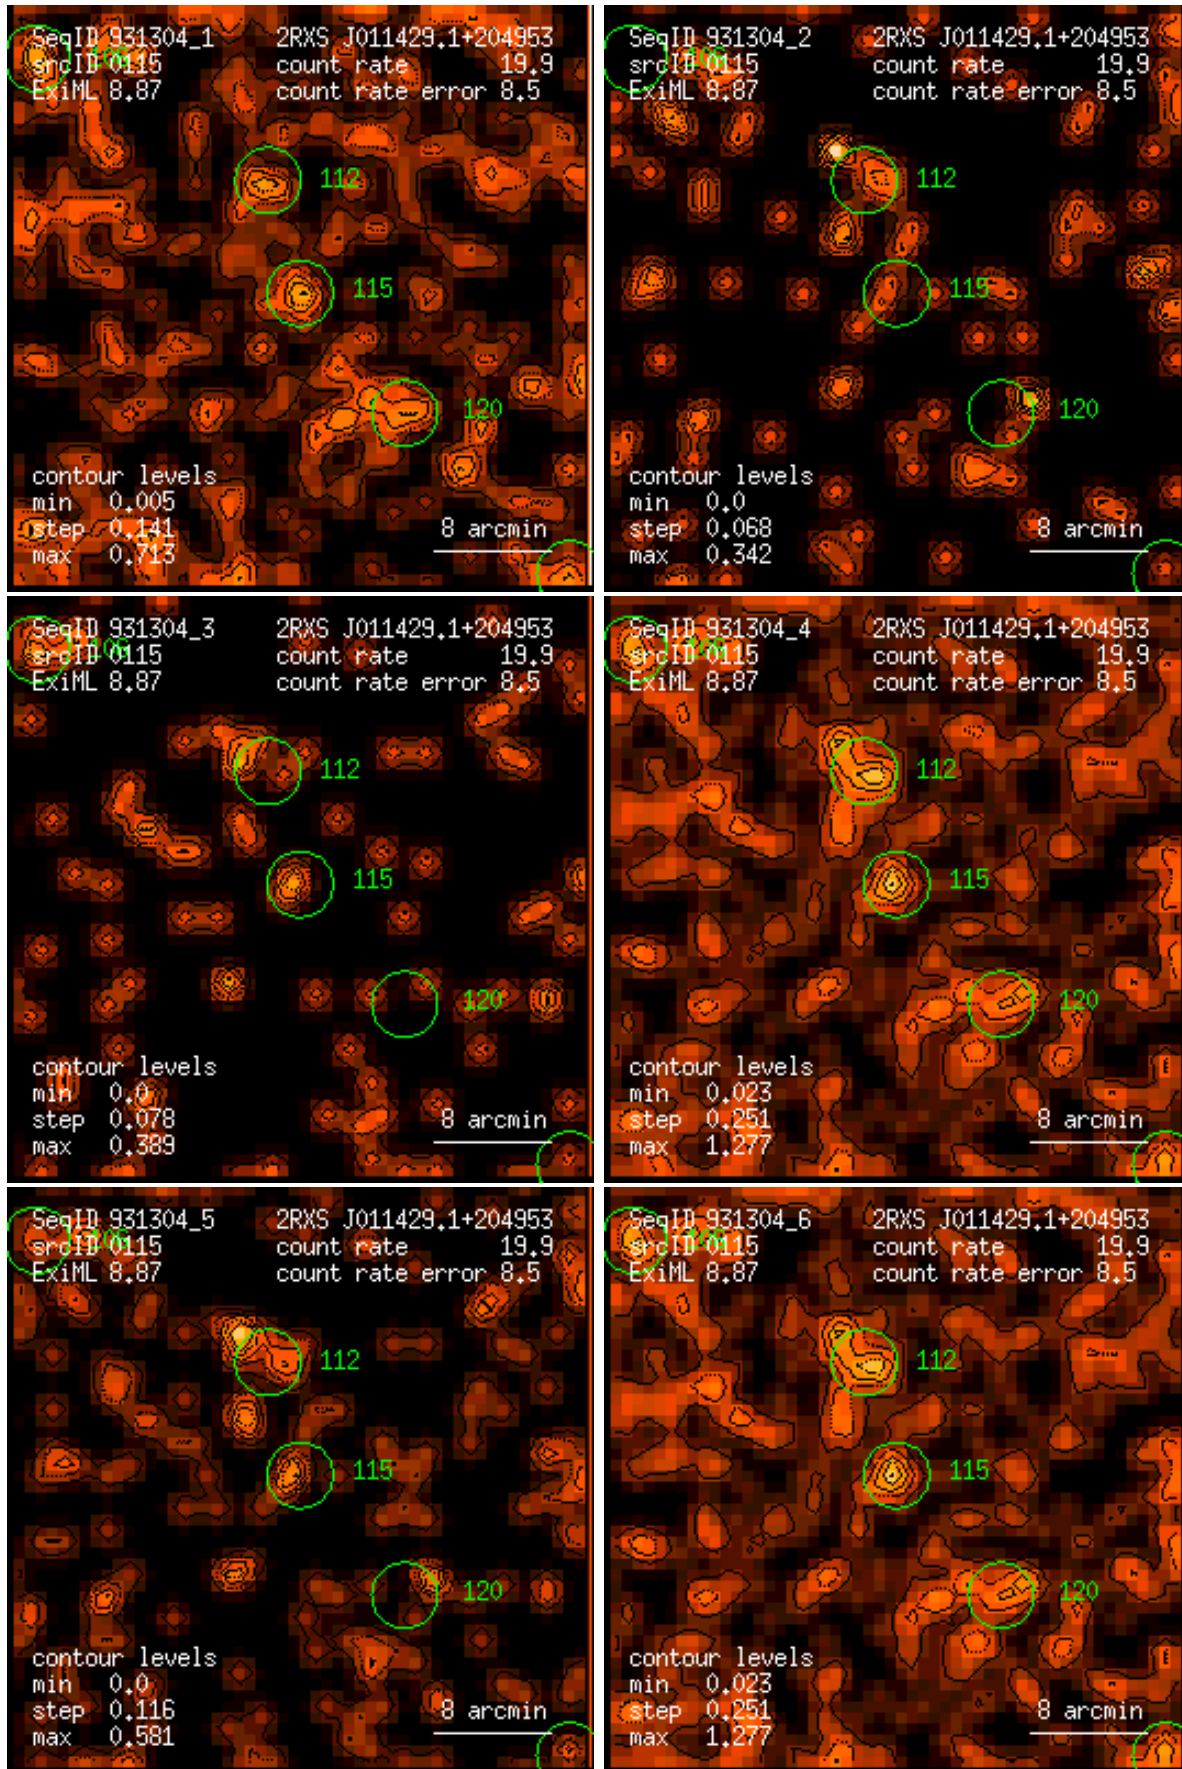 SeqID 931304_1 2RXS J011429.1+204953
srcID 0115 count rate 19.9
ExiML 8.87 count rate error 8.5
112
115
120
contour levels
min 0.005
step 0.141 8 arcmin
max 0.713
SeqID 931304_2 2RXS J011429.1+204953
srcID 0115 count rate 19.9
ExiML 8.87 count rate error 8.5
112
115
120
contour levels
min 0.0
step 0.068 8 arcmin
max 0.342
SeqID 931304_3 2RXS J011429.1+204953
srcID 0115 count rate 19.9
ExiML 8.87 count rate error 8.5
112
115
120
contour levels
min 0.0
step 0.078 8 arcmin
max 0.389
SeqID 931304_4 2RXS J011429.1+204953
srcID 0115 count rate 19.9
ExiML 8.87 count rate error 8.5
112
115
120
contour levels
min 0.023
step 0.251 8 arcmin
max 1.277
SeqID 931304_5 2RXS J011429.1+204953
srcID 0115 count rate 19.9
ExiML 8.87 count rate error 8.5
112
115
120
contour levels
min 0.0
step 0.116 8 arcmin
max 0.581
SeqID 931304_6 2RXS J011429.1+204953
srcID 0115 count rate 19.9
ExiML 8.87 count rate error 8.5
112
115
120
contour levels
min 0.023
step 0.251 8 arcmin
max 1.277